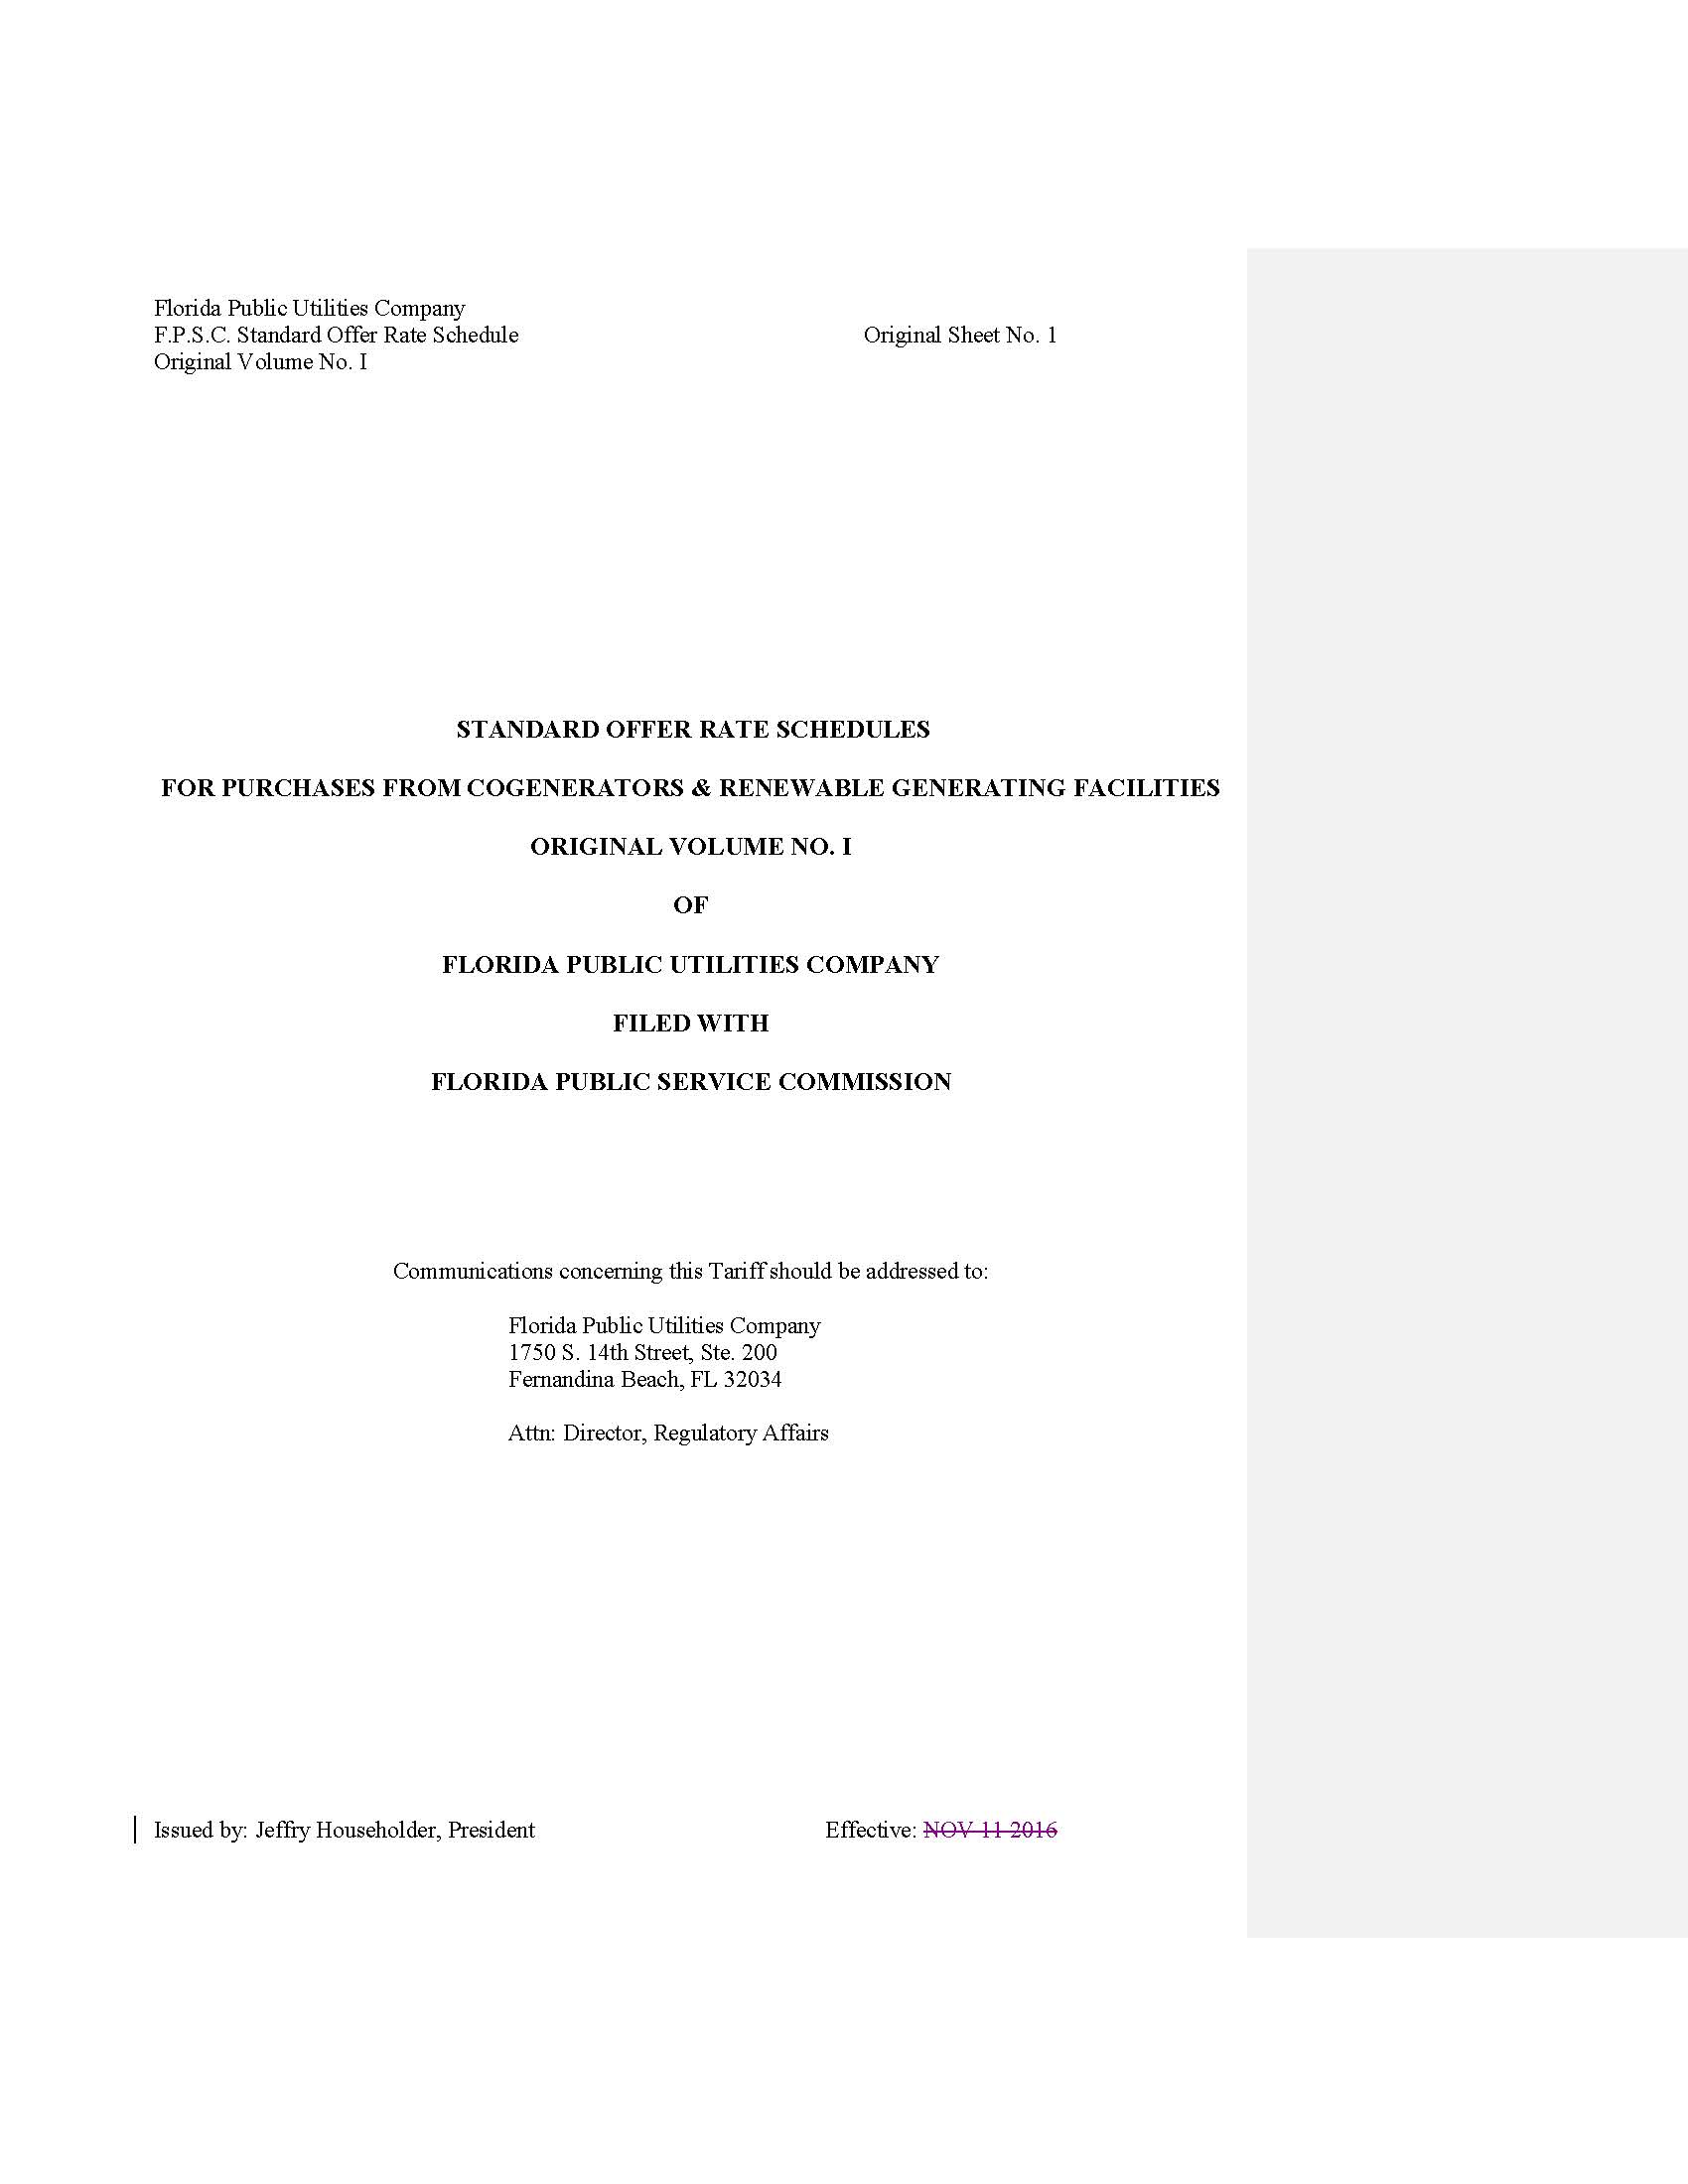 Florida Public Utilities Company
F.P.S.C. Standard Offer Rate Schedule Original Sheet No. 1
Original Volume No. I
STANDARD OFFER RATE SCHEDULES
FOR PURCHASES FROM COGENERATORS & RENEWABLE GENERATING FACILITIES
ORIGINAL VOLUME NO. I
OF
FLORIDA PUBLIC UTILITIES COMPANY
FILED WITH
FLORIDA PUBLIC SERVICE COMMISSION
Communications concerning this Tariff should be addressed to:
Florida Public Utilities Company
1750 S. 14th Street, Ste. 200
Fernandina Beach, FL 32034
Attn: Director, Regulatory Affairs
Issued by: Jeffry Householder, President Effective: NOV 11 2016